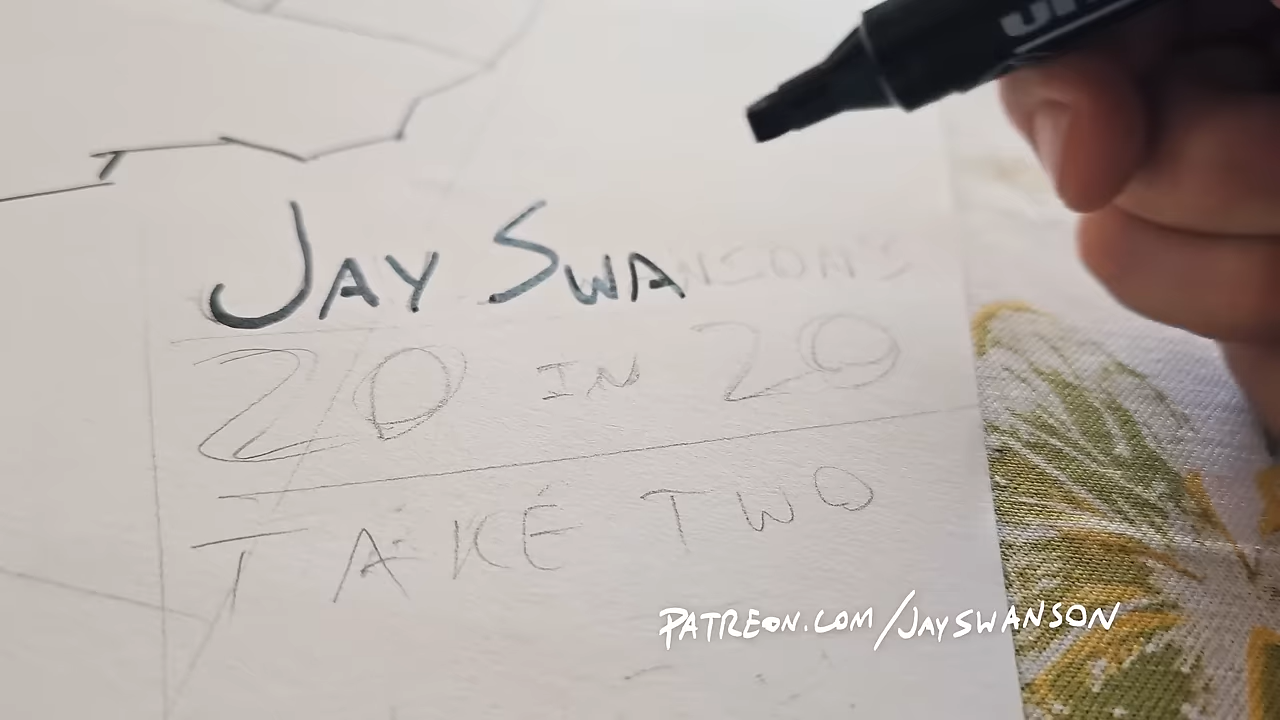 JAY SWANSON'S
20 IN 20
TAKE TWO
PATREON.COM/JAYSWANSON